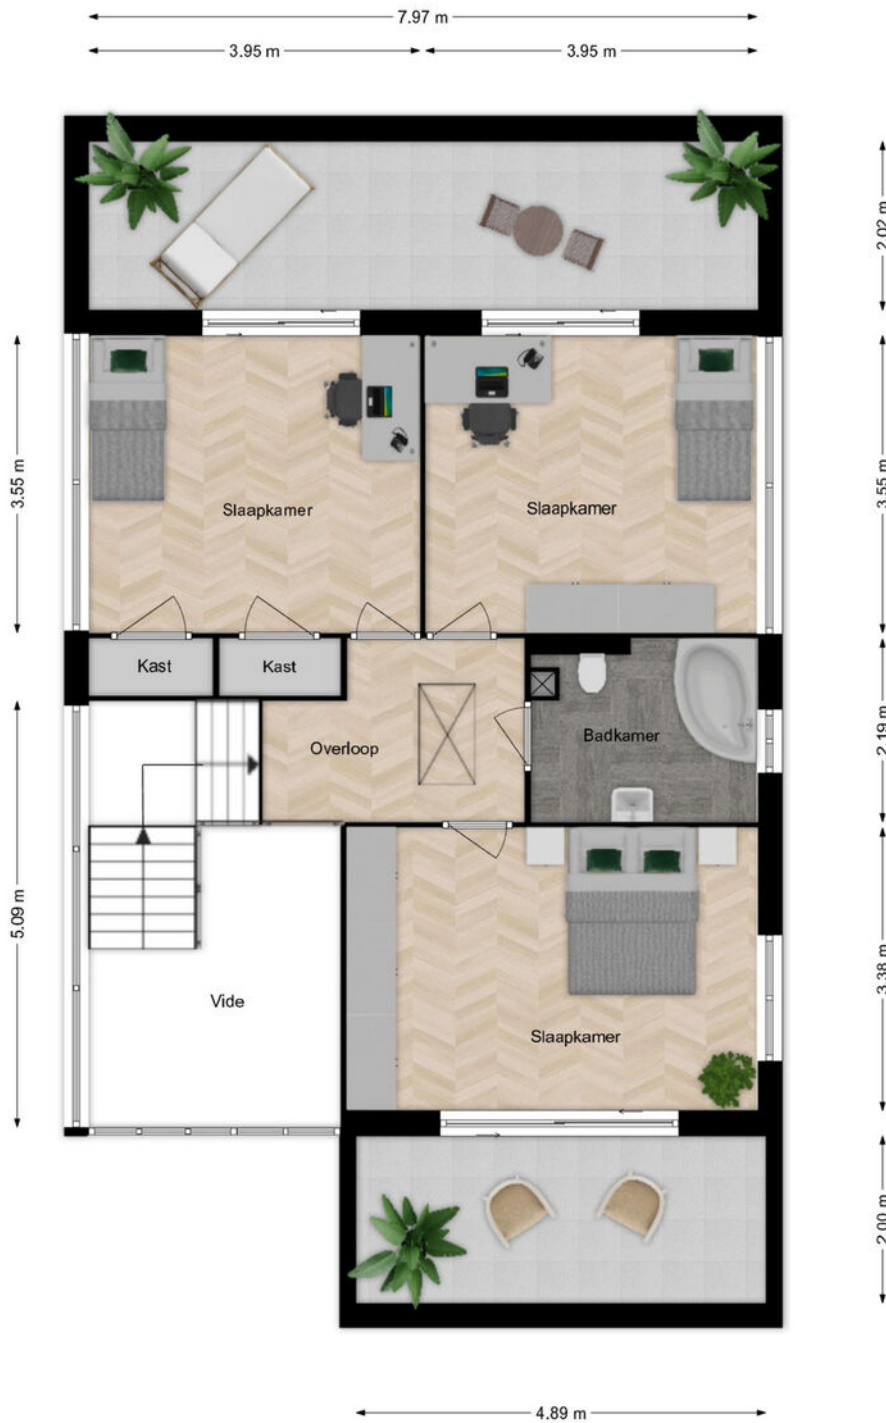 7.97 m
3.95 m
3.95 m
2.02 m
3.55 m
3.55 m
Slaapkamer
Slaapkamer
Kast
Kast
2.19 m
Overloop
Badkamer
5.09 m
3.38 m
Vide
Slaapkamer
2.00 m
4.89 m